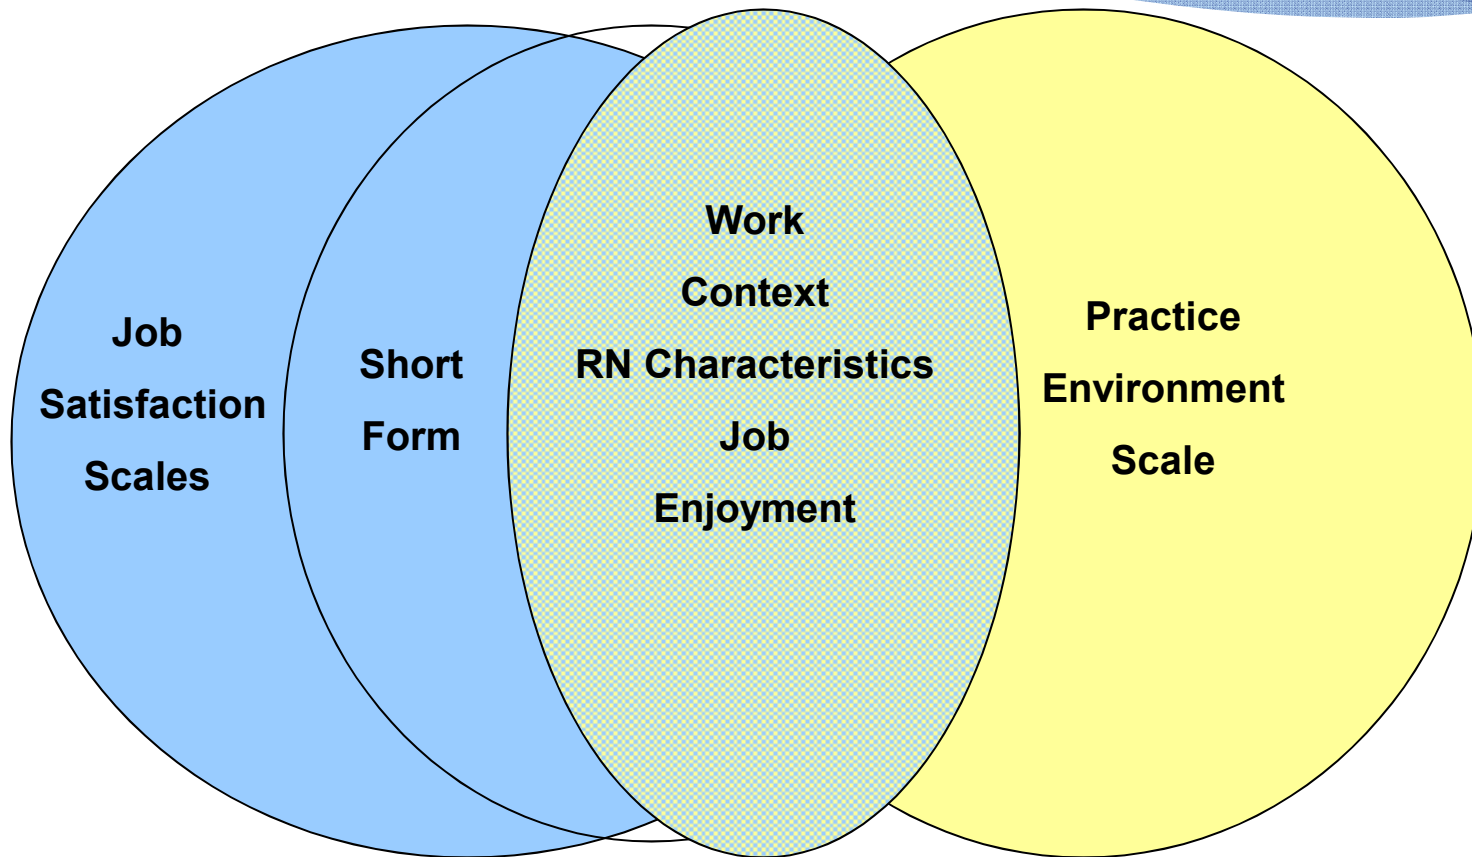 Job
Satisfaction
Scales
Short
Form
Work
Context
RN Characteristics
Job
Enjoyment
Practice
Environment
Scale